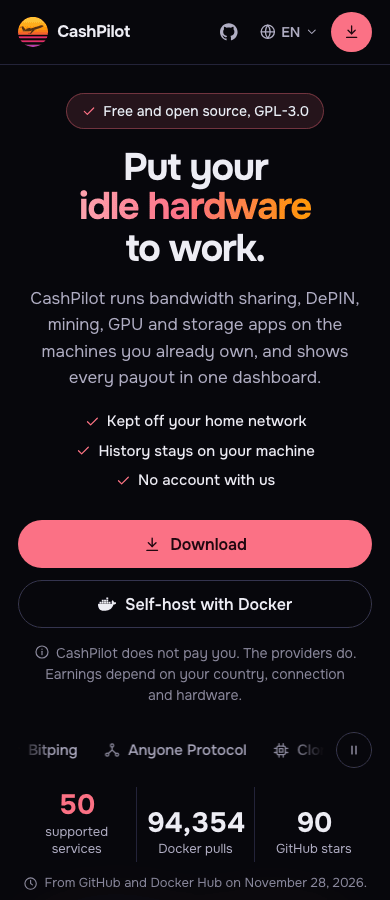 CashPilot
EN
Free and open source, GPL-3.0
Put your
idle hardware
to work.
CashPilot runs bandwidth sharing, DePIN,
mining, GPU and storage apps on the
machines you already own, and shows
every payout in one dashboard.
Kept off your home network
History stays on your machine
No account with us
Download
Self-host with Docker
CashPilot does not pay you. The providers do.
Earnings depend on your country, connection
and hardware.
Bitping Anyone Protocol
50
supported
services
94,354
Docker pulls
90
GitHub stars
From GitHub and Docker Hub on November 28, 2026.